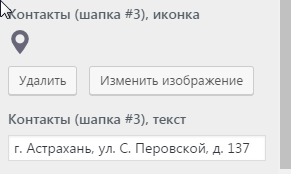 Контакты (шапка #3), иконка
Удалить Изменить изображение
Контакты (шапка #3), текст
г. Астрахань, ул. С. Перовской, д. 137